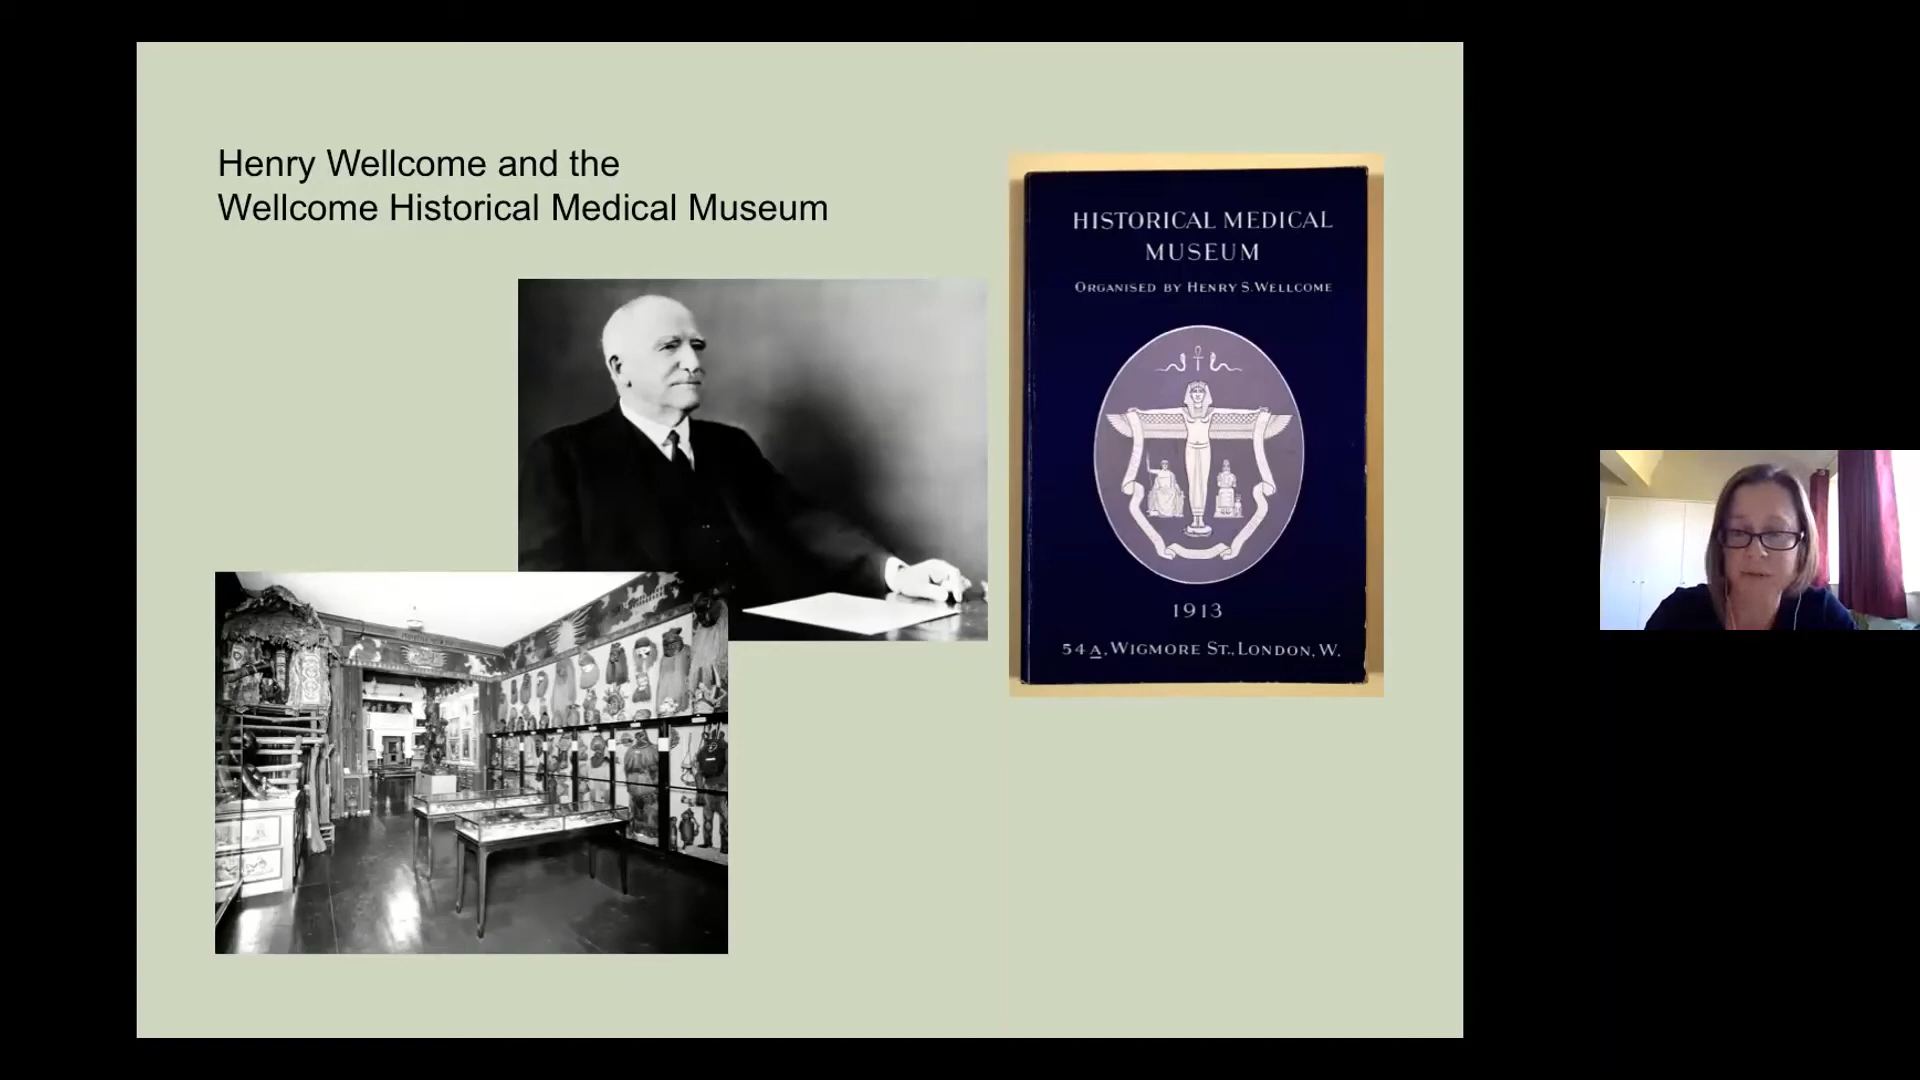 Henry Wellcome and the
Wellcome Historical Medical Museum
HISTORICAL MEDICAL
MUSEUM
ORGANISED BY HENRY S. WELLCOME
1913
54A, WIGMORE ST., LONDON, W.